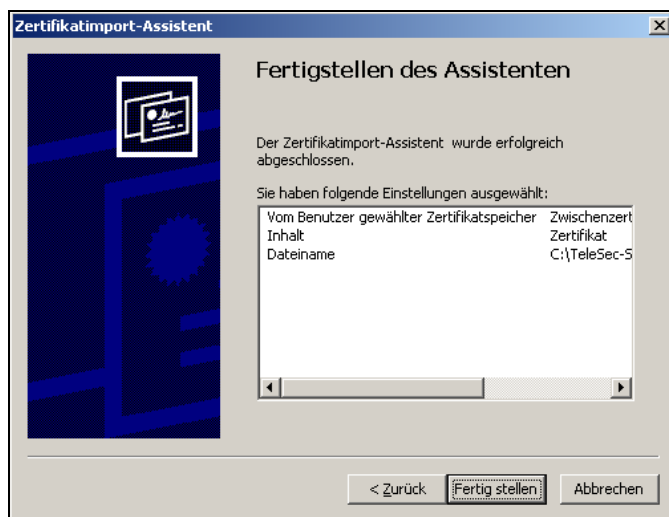 Zertifikatimport-Assistent
Fertigstellen des Assistenten
Der Zertifikatimport-Assistent wurde erfolgreich
abgeschlossen.
Sie haben folgende Einstellungen ausgewählt:
Vom Benutzer gewählter Zertifikatspeicher Zwischenzert
Inhalt Zertifikat
Dateiname C:\TeleSec-S
< Zurück Fertig stellen Abbrechen